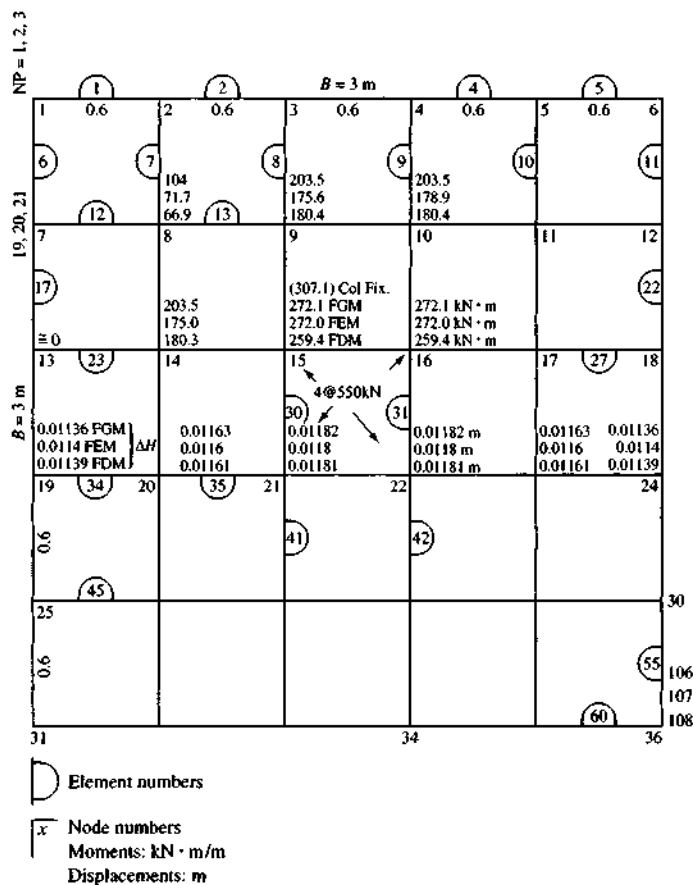 NP = 1, 2, 3
1 2 B = 3 m 4 5
1 0.6 2 0.6 3 0.6 4 0.6 5 0.6 6
6 7 8 9 10 11
104 203.5 203.5
71.7 175.6 178.9
12 66.9 13 180.4 180.4
19, 20, 21
7 8 9 10 11 12
17 (307.1) Col Fix. 22
203.5 272.1 FGM 272.1 kN • m
175.0 272.0 FEM 272.0 kN • m
≅ 0 180.3 259.4 FDM 259.4 kN • m
13 23 14 15 16 17 27 18
4@550kN
B = 3 m
30 31
0.01136 FGM 0.01163 0.01182 0.01182 m 0.01163 0.01136
0.0114 FEM ΔH 0.0116 0.0118 0.0118 m 0.0116 0.0114
0.01139 FDM 0.01161 0.01181 0.01181 m 0.01161 0.01139
19 34 20 35 21 22 24
0.6 41 42
45
25 30
0.6 55 106
107
60 108
31 34 36
Element numbers
x Node numbers
Moments: kN • m/m
Displacements: m